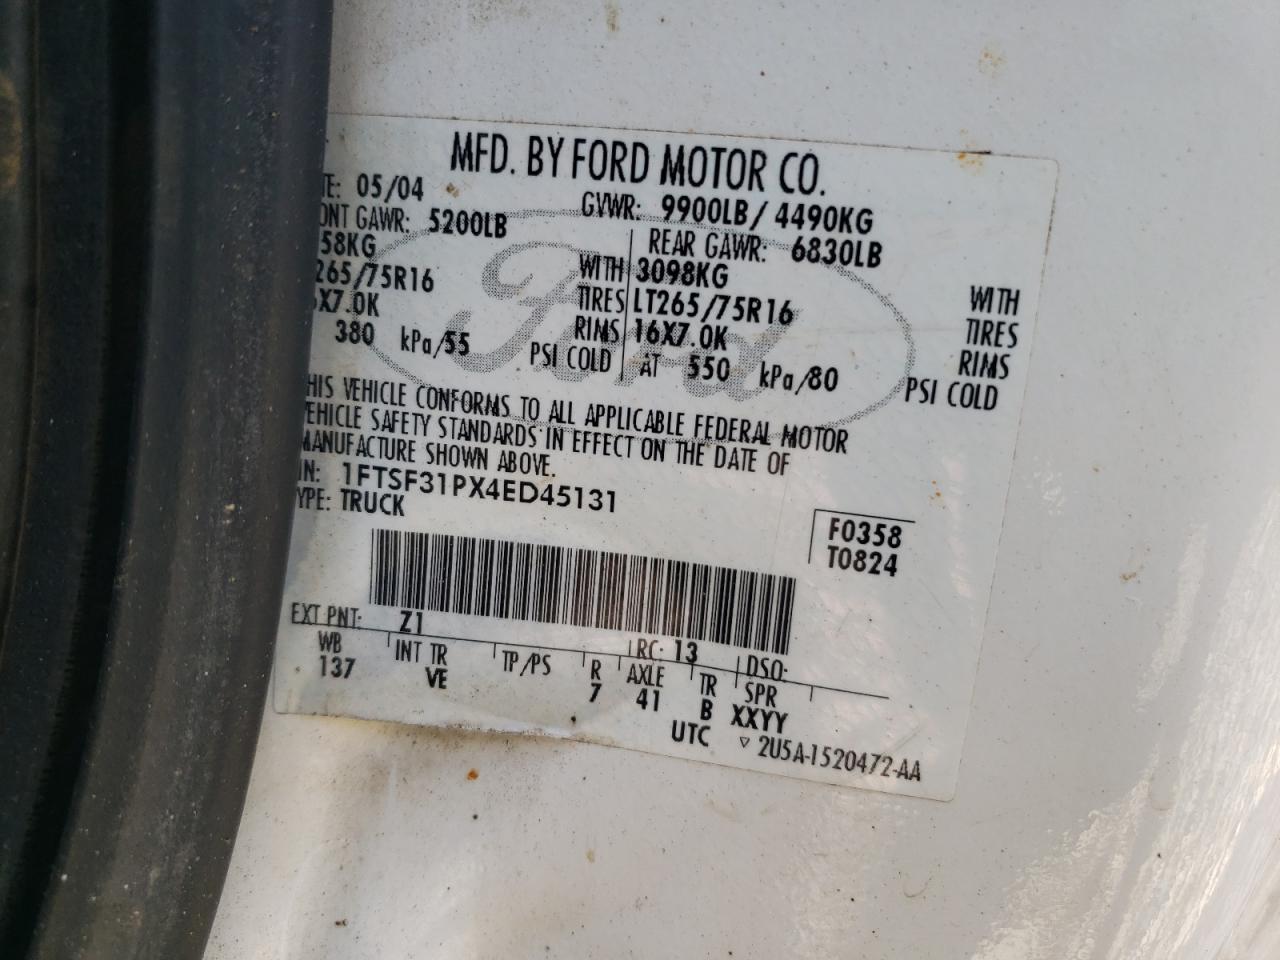 MFD. BY FORD MOTOR CO.
TE: 05/04 GVWR: 9900LB/ 4490KG
ONT GAWR: 5200LB REAR GAWR: 6830LB
58KG WITH 3098KG WITH
265/75R16 TIRES LT265/75R16 TIRES
X7.0K RIMS 16X7.0K RIMS
380 kPa/55 PSI COLD AT 550 kPa/80 PSI COLD
HIS VEHICLE CONFORMS TO ALL APPLICABLE FEDERAL MOTOR
EHICLE SAFETY STANDARDS IN EFFECT ON THE DATE OF
MANUFACTURE SHOWN ABOVE.
IN: 1FTSF31PX4ED45131
YPE: TRUCK
F0358
T0824
EXT PNT: Z1 RC: 13 DSO:
WB INT TR TP/PS R AXLE TR SPR
137 VE 7 41 B XXYY
UTC ▽ 2U5A-1520472-AA
Ford